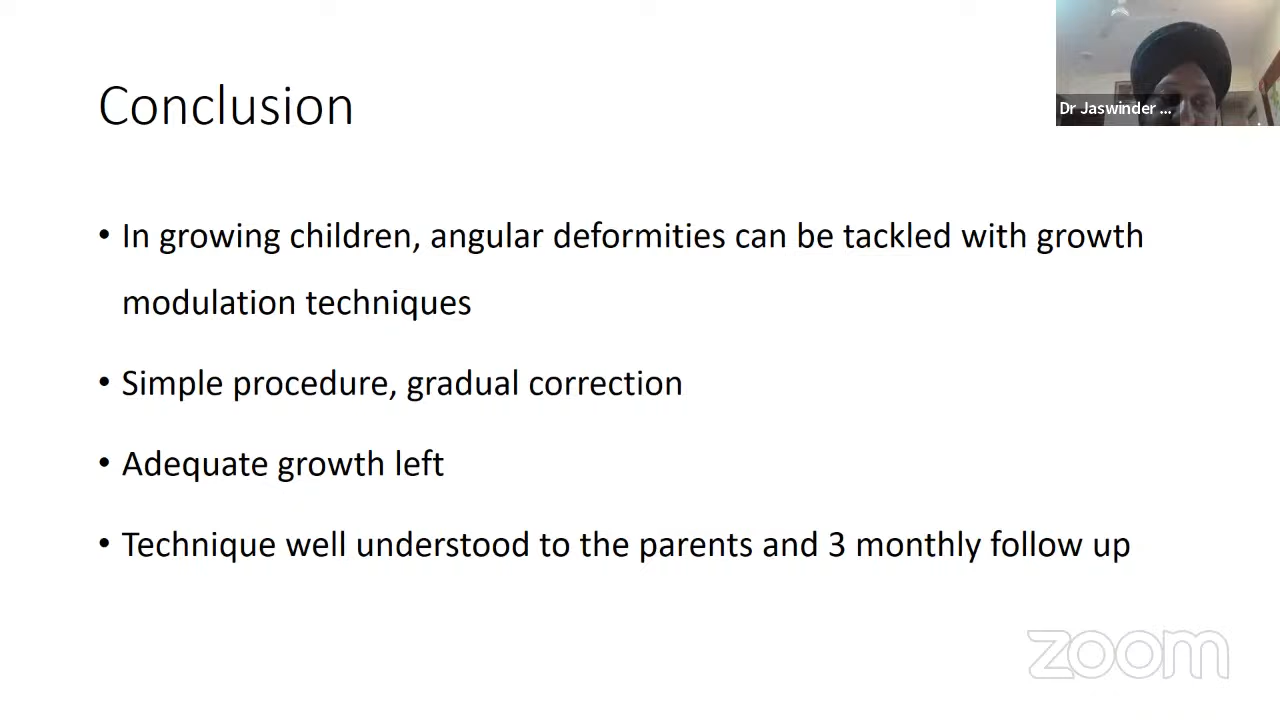 Conclusion
Dr Jaswinder ...
• In growing children, angular deformities can be tackled with growth
modulation techniques
• Simple procedure, gradual correction
• Adequate growth left
• Technique well understood to the parents and 3 monthly follow up
zoom